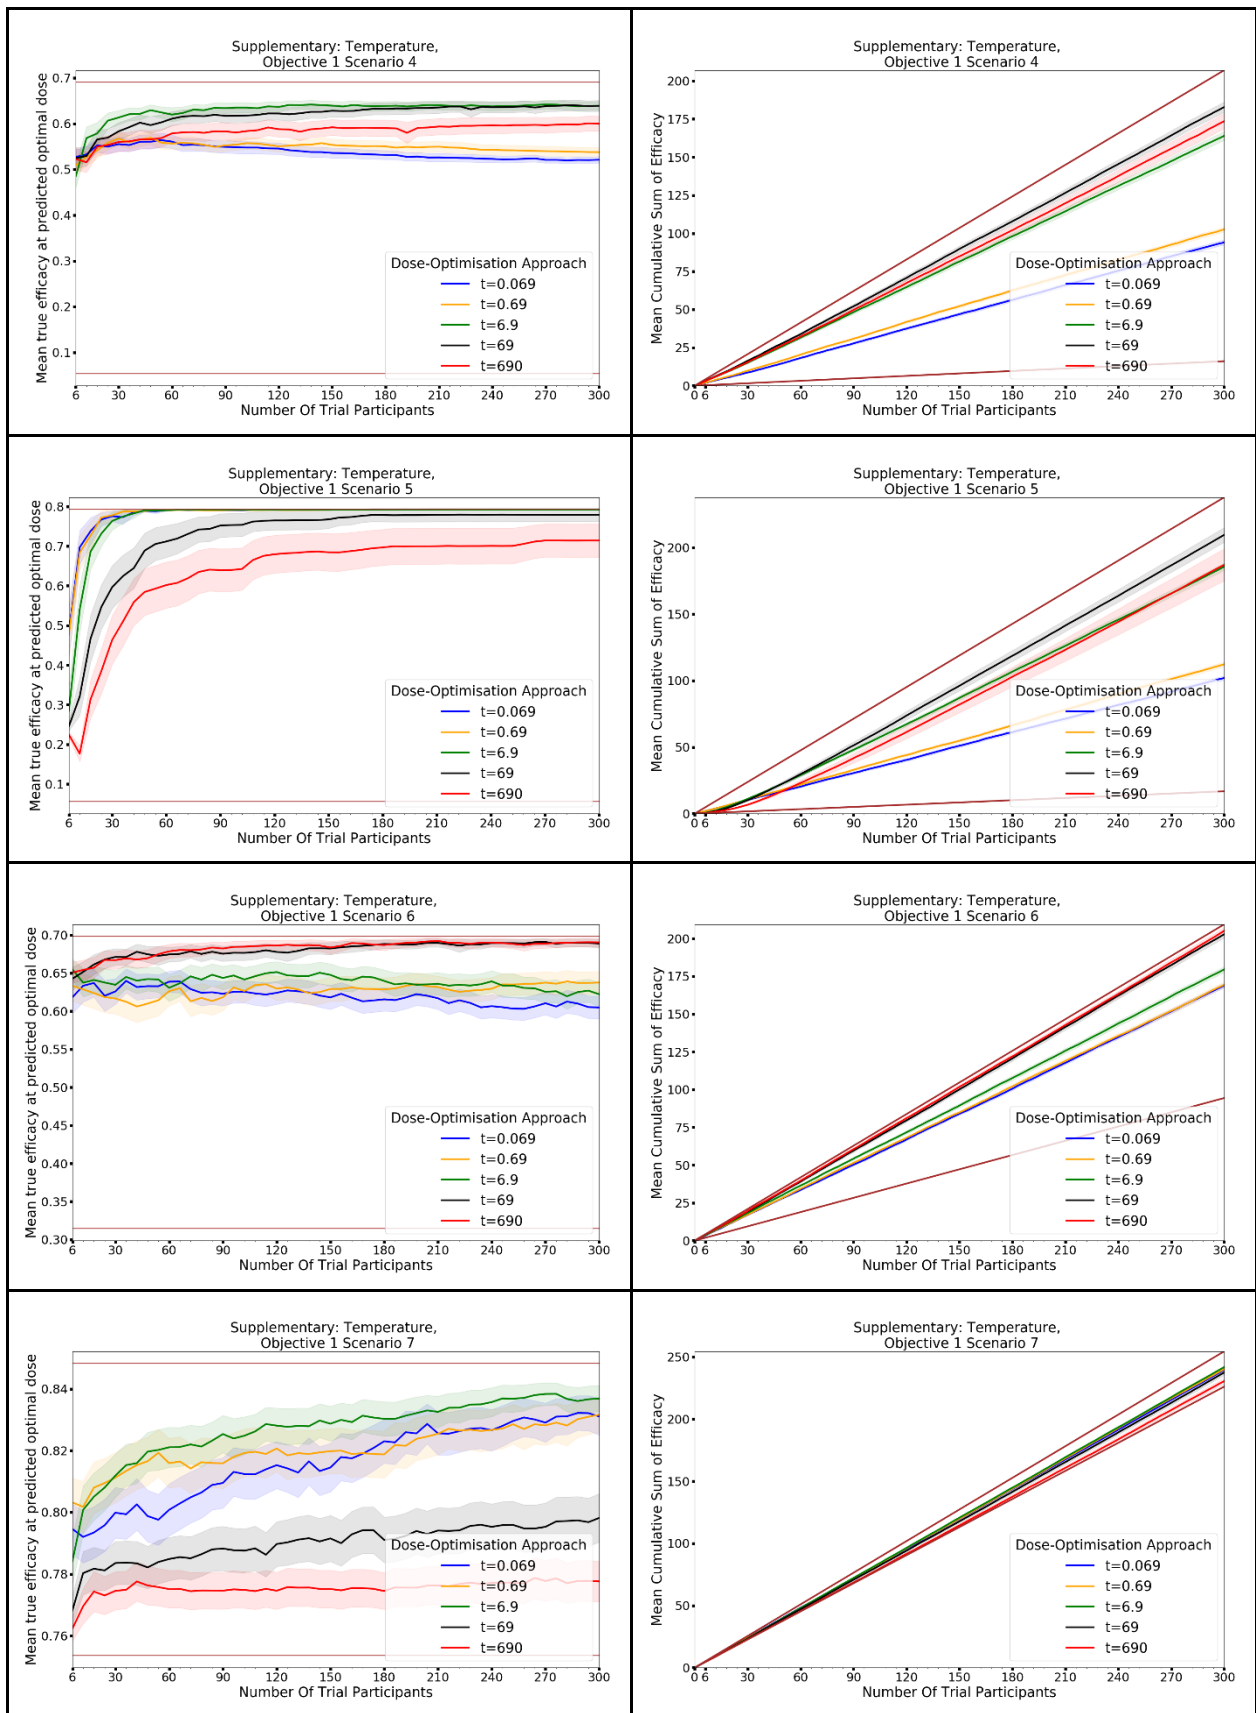 Supplementary: Temperature,
Objective 1 Scenario 4
Mean true efficacy at predicted optimal dose
0.7
0.6
0.5
0.4
0.3
0.2
0.1
Dose-Optimisation Approach
t=0.069
t=0.69
t=6.9
t=69
t=690
6 30 60 90 120 150 180 210 240 270 300
Number Of Trial Participants
Supplementary: Temperature,
Objective 1 Scenario 4
Mean Cumulative Sum of Efficacy
200
175
150
125
100
75
50
25
0
Dose-Optimisation Approach
t=0.069
t=0.69
t=6.9
t=69
t=690
0 6 30 60 90 120 150 180 210 240 270 300
Number Of Trial Participants
Supplementary: Temperature,
Objective 1 Scenario 5
Mean true efficacy at predicted optimal dose
0.8
0.7
0.6
0.5
0.4
0.3
0.2
0.1
Dose-Optimisation Approach
t=0.069
t=0.69
t=6.9
t=69
t=690
6 30 60 90 120 150 180 210 240 270 300
Number Of Trial Participants
Supplementary: Temperature,
Objective 1 Scenario 5
Mean Cumulative Sum of Efficacy
200
150
100
50
0
Dose-Optimisation Approach
t=0.069
t=0.69
t=6.9
t=69
t=690
0 6 30 60 90 120 150 180 210 240 270 300
Number Of Trial Participants
Supplementary: Temperature,
Objective 1 Scenario 6
Mean true efficacy at predicted optimal dose
0.70
0.65
0.60
0.55
0.50
0.45
0.40
0.35
0.30
Dose-Optimisation Approach
t=0.069
t=0.69
t=6.9
t=69
t=690
6 30 60 90 120 150 180 210 240 270 300
Number Of Trial Participants
Supplementary: Temperature,
Objective 1 Scenario 6
Mean Cumulative Sum of Efficacy
200
175
150
125
100
75
50
25
0
Dose-Optimisation Approach
t=0.069
t=0.69
t=6.9
t=69
t=690
0 6 30 60 90 120 150 180 210 240 270 300
Number Of Trial Participants
Supplementary: Temperature,
Objective 1 Scenario 7
Mean true efficacy at predicted optimal dose
0.84
0.82
0.80
0.78
0.76
Dose-Optimisation Approach
t=0.069
t=0.69
t=6.9
t=69
t=690
6 30 60 90 120 150 180 210 240 270 300
Number Of Trial Participants
Supplementary: Temperature,
Objective 1 Scenario 7
Mean Cumulative Sum of Efficacy
250
200
150
100
50
0
Dose-Optimisation Approach
t=0.069
t=0.69
t=6.9
t=69
t=690
0 6 30 60 90 120 150 180 210 240 270 300
Number Of Trial Participants